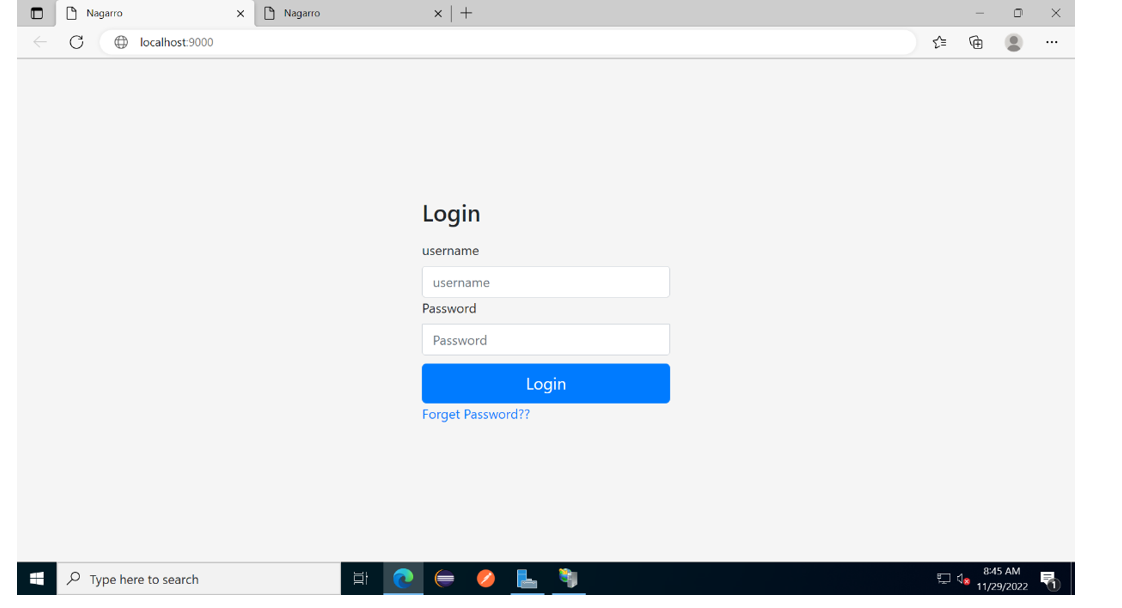 Nagarro
Nagarro
localhost:9000
Login
username
username
Password
Password
Login
Forget Password??
Type here to search
8:45 AM
11/29/2022
1